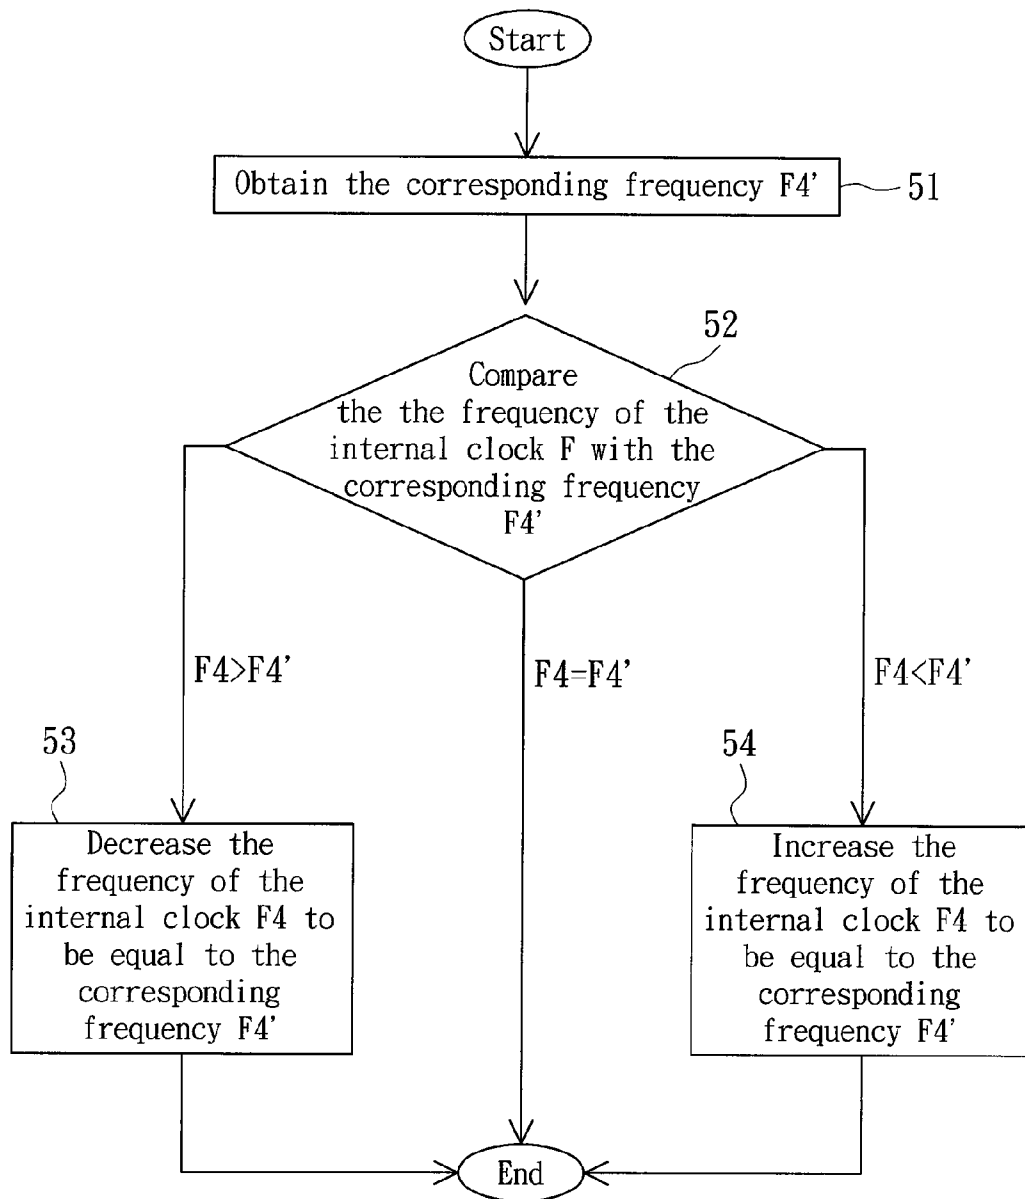 Start
Obtain the corresponding frequency F4'
51
52
Compare
the the frequency of the
internal clock F with the
corresponding frequency
F4'
F4>F4'
F4=F4'
F4<F4'
53
Decrease the
frequency of the
internal clock F4 to
be equal to the
corresponding
frequency F4'
54
Increase the
frequency of the
internal clock F4 to
be equal to the
corresponding
frequency F4'
End